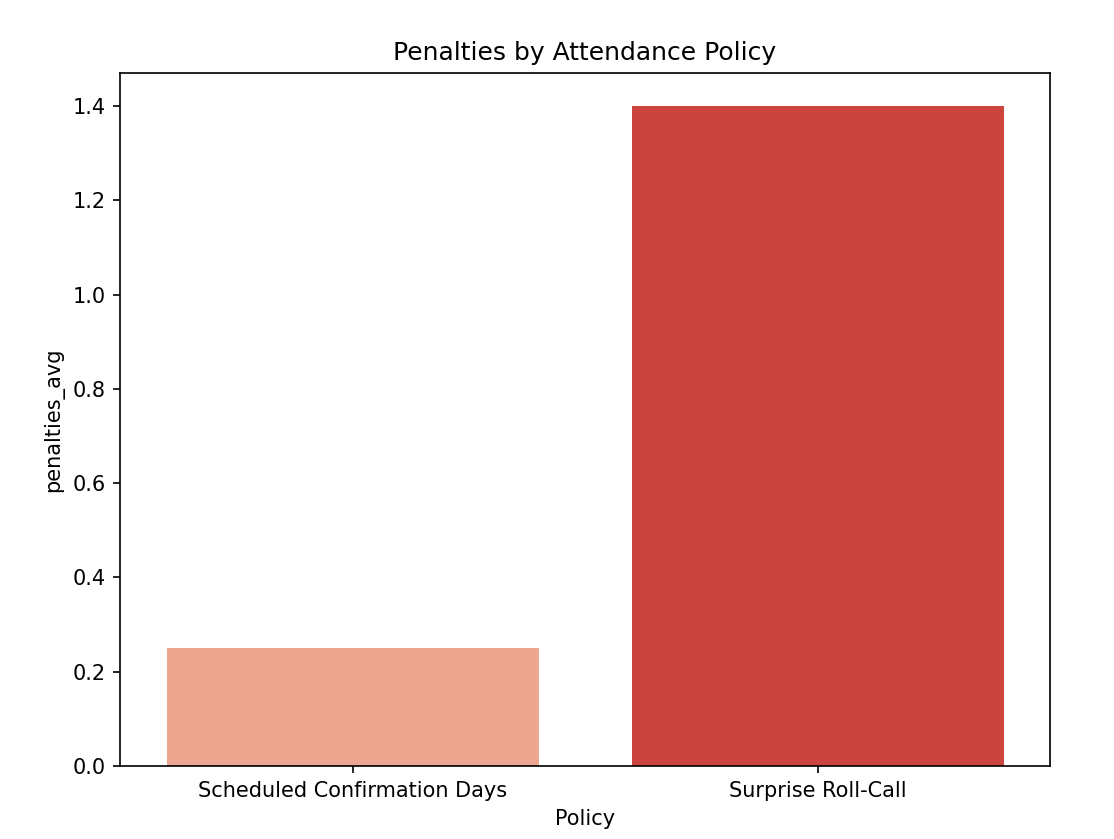 Penalties by Attendance Policy
1.4
1.2
1.0
0.8
0.6
0.4
0.2
0.0
penalties_avg
Scheduled Confirmation Days
Surprise Roll-Call
Policy